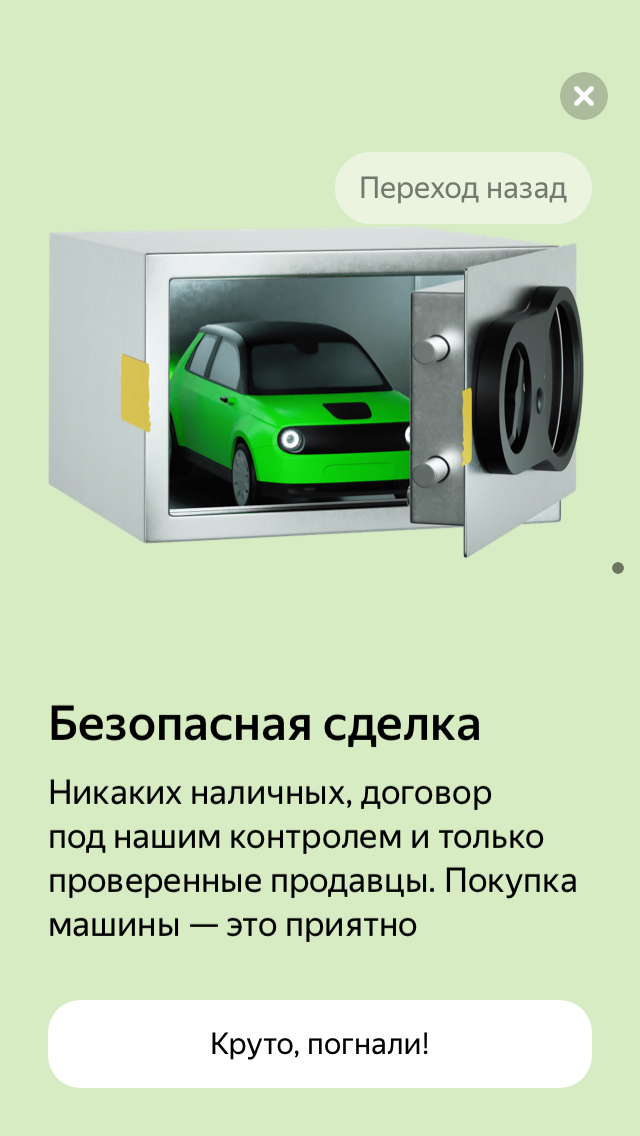 Переход назад
Безопасная сделка
Никаких наличных, договор
под нашим контролем и только
проверенные продавцы. Покупка
машины — это приятно
Круто, погнали!